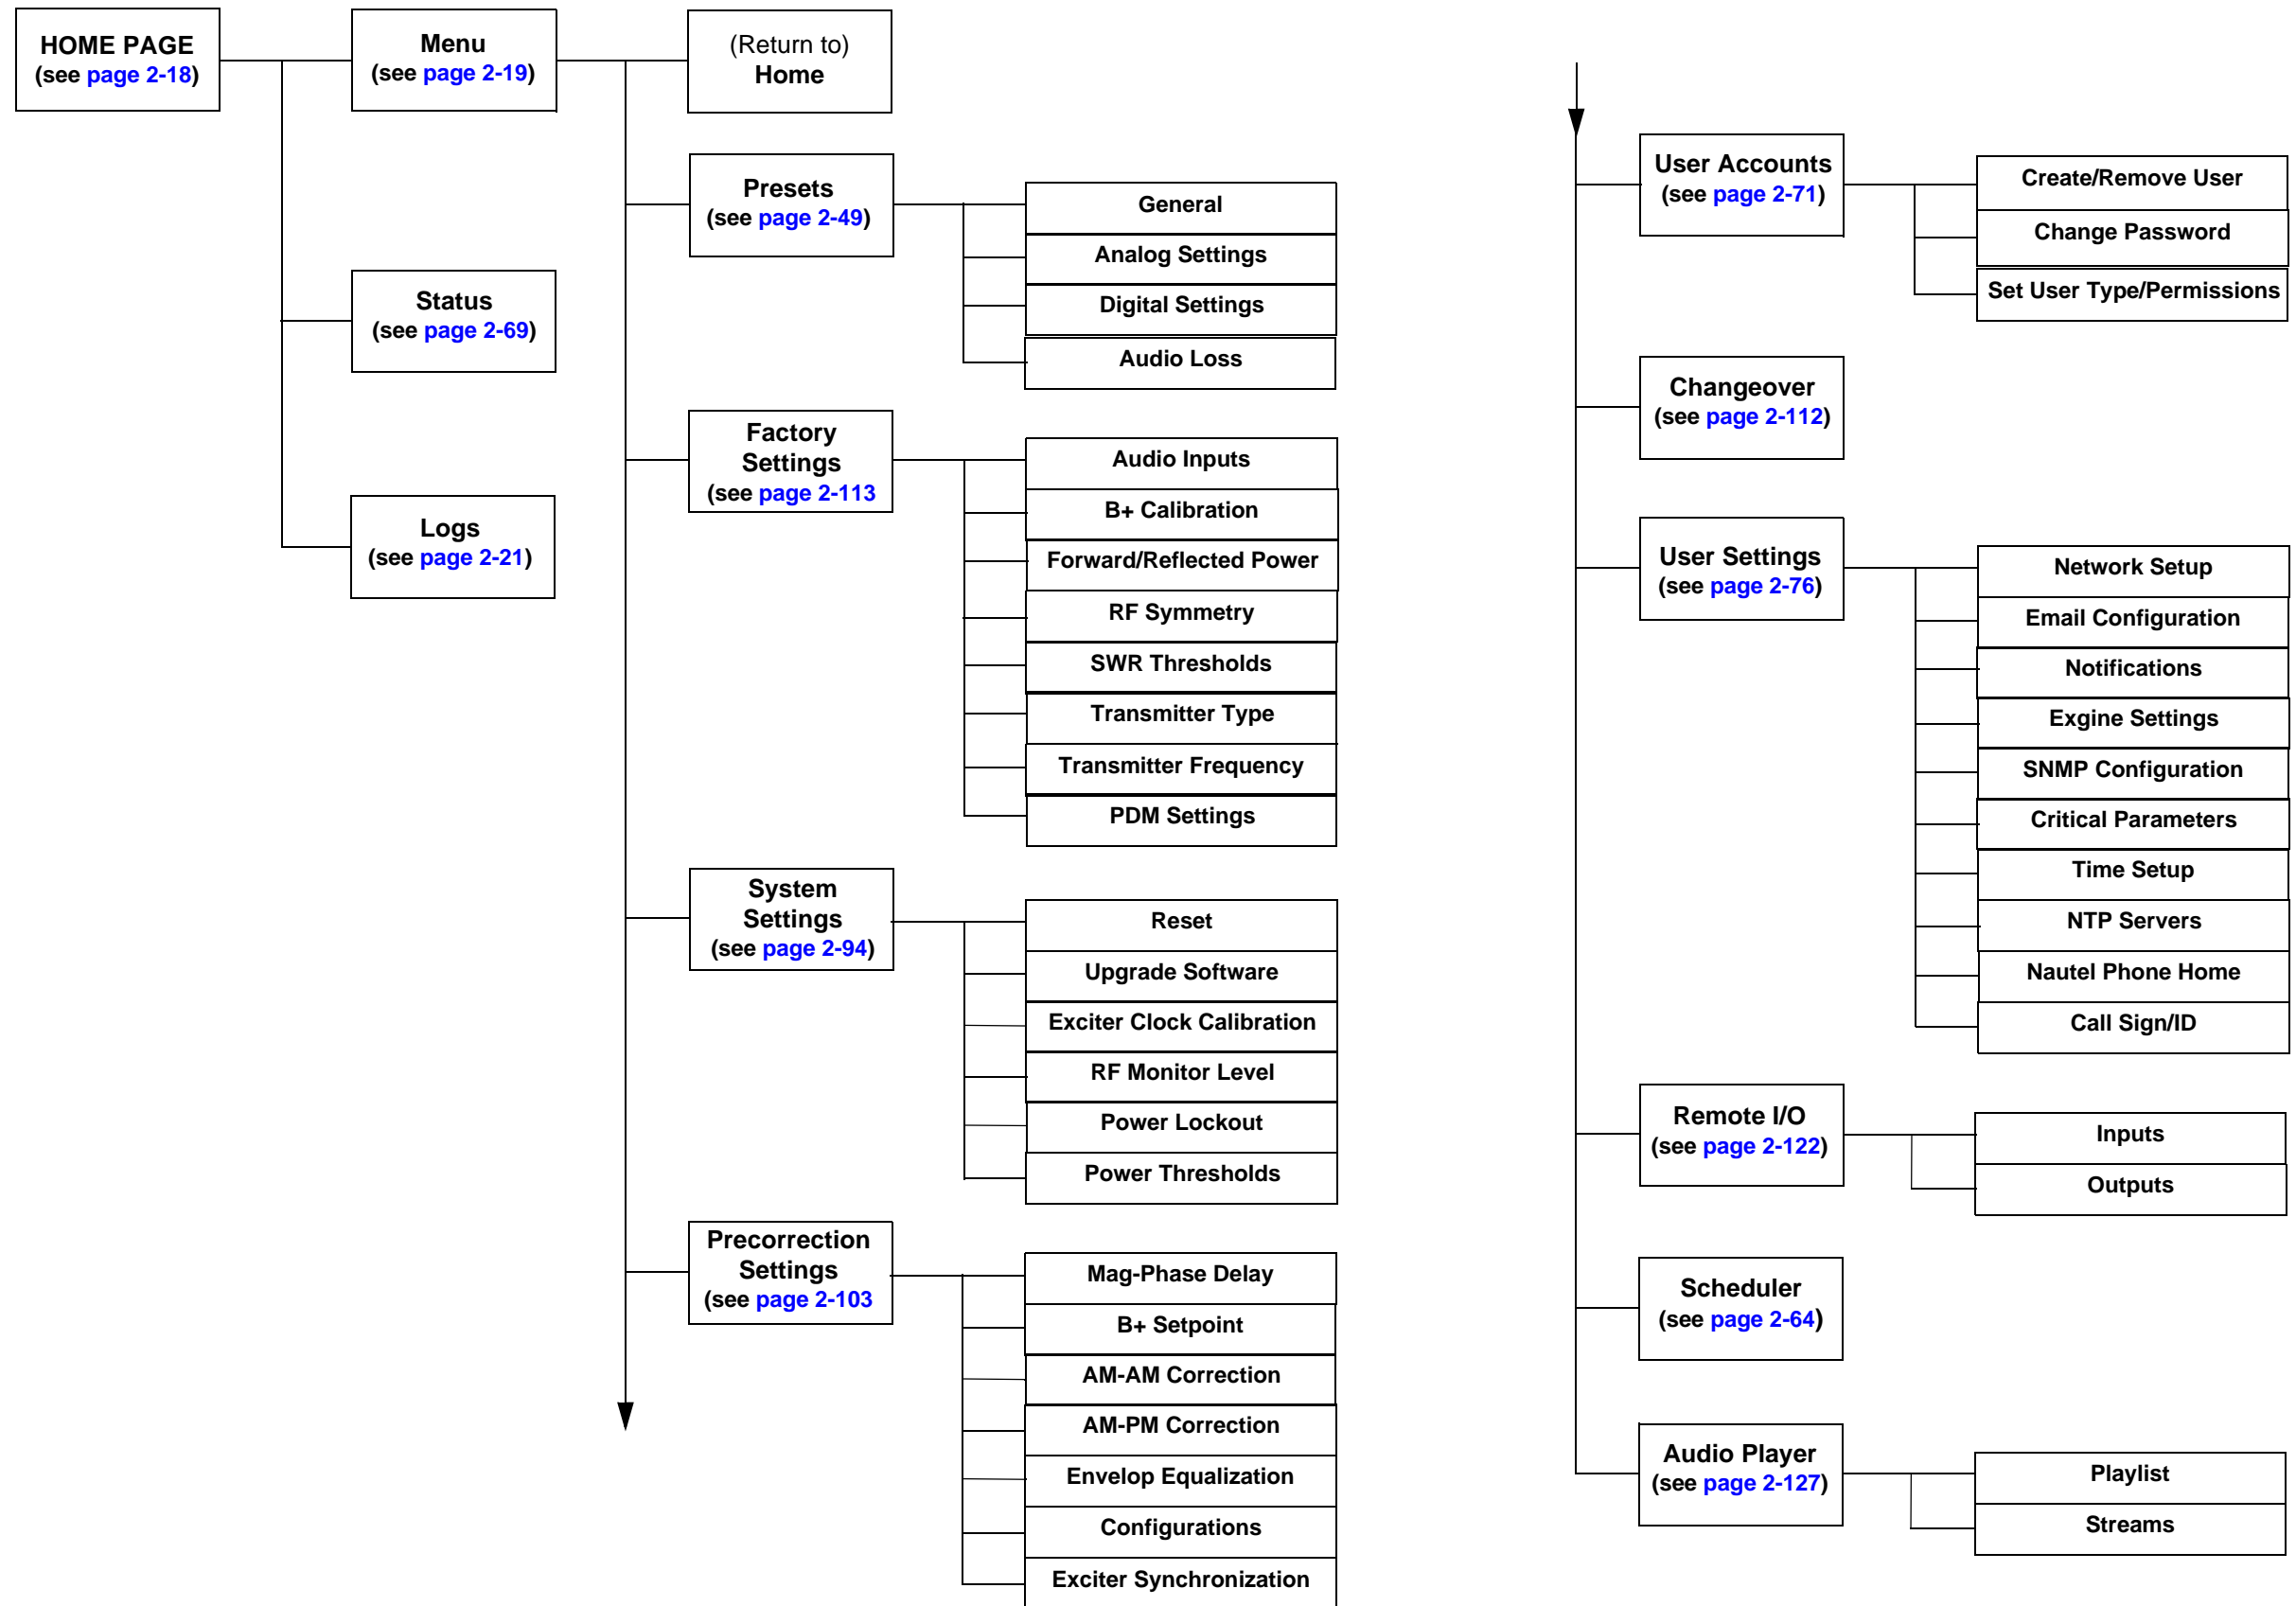 HOME PAGE
(see page 2-18)
Menu
(see page 2-19)
(Return to)
Home
Status
(see page 2-69)
Logs
(see page 2-21)
Presets
(see page 2-49)
General
Analog Settings
Digital Settings
Audio Loss
Factory
Settings
(see page 2-113
Audio Inputs
B+ Calibration
Forward/Reflected Power
RF Symmetry
SWR Thresholds
Transmitter Type
Transmitter Frequency
PDM Settings
System
Settings
(see page 2-94)
Reset
Upgrade Software
Exciter Clock Calibration
RF Monitor Level
Power Lockout
Power Thresholds
Precorrection
Settings
(see page 2-103
Mag-Phase Delay
B+ Setpoint
AM-AM Correction
AM-PM Correction
Envelop Equalization
Configurations
Exciter Synchronization
User Accounts
(see page 2-71)
Create/Remove User
Change Password
Set User Type/Permissions
Changeover
(see page 2-112)
User Settings
(see page 2-76)
Network Setup
Email Configuration
Notifications
Exgine Settings
SNMP Configuration
Critical Parameters
Time Setup
NTP Servers
Nautel Phone Home
Call Sign/ID
Remote I/O
(see page 2-122)
Inputs
Outputs
Scheduler
(see page 2-64)
Audio Player
(see page 2-127)
Playlist
Streams